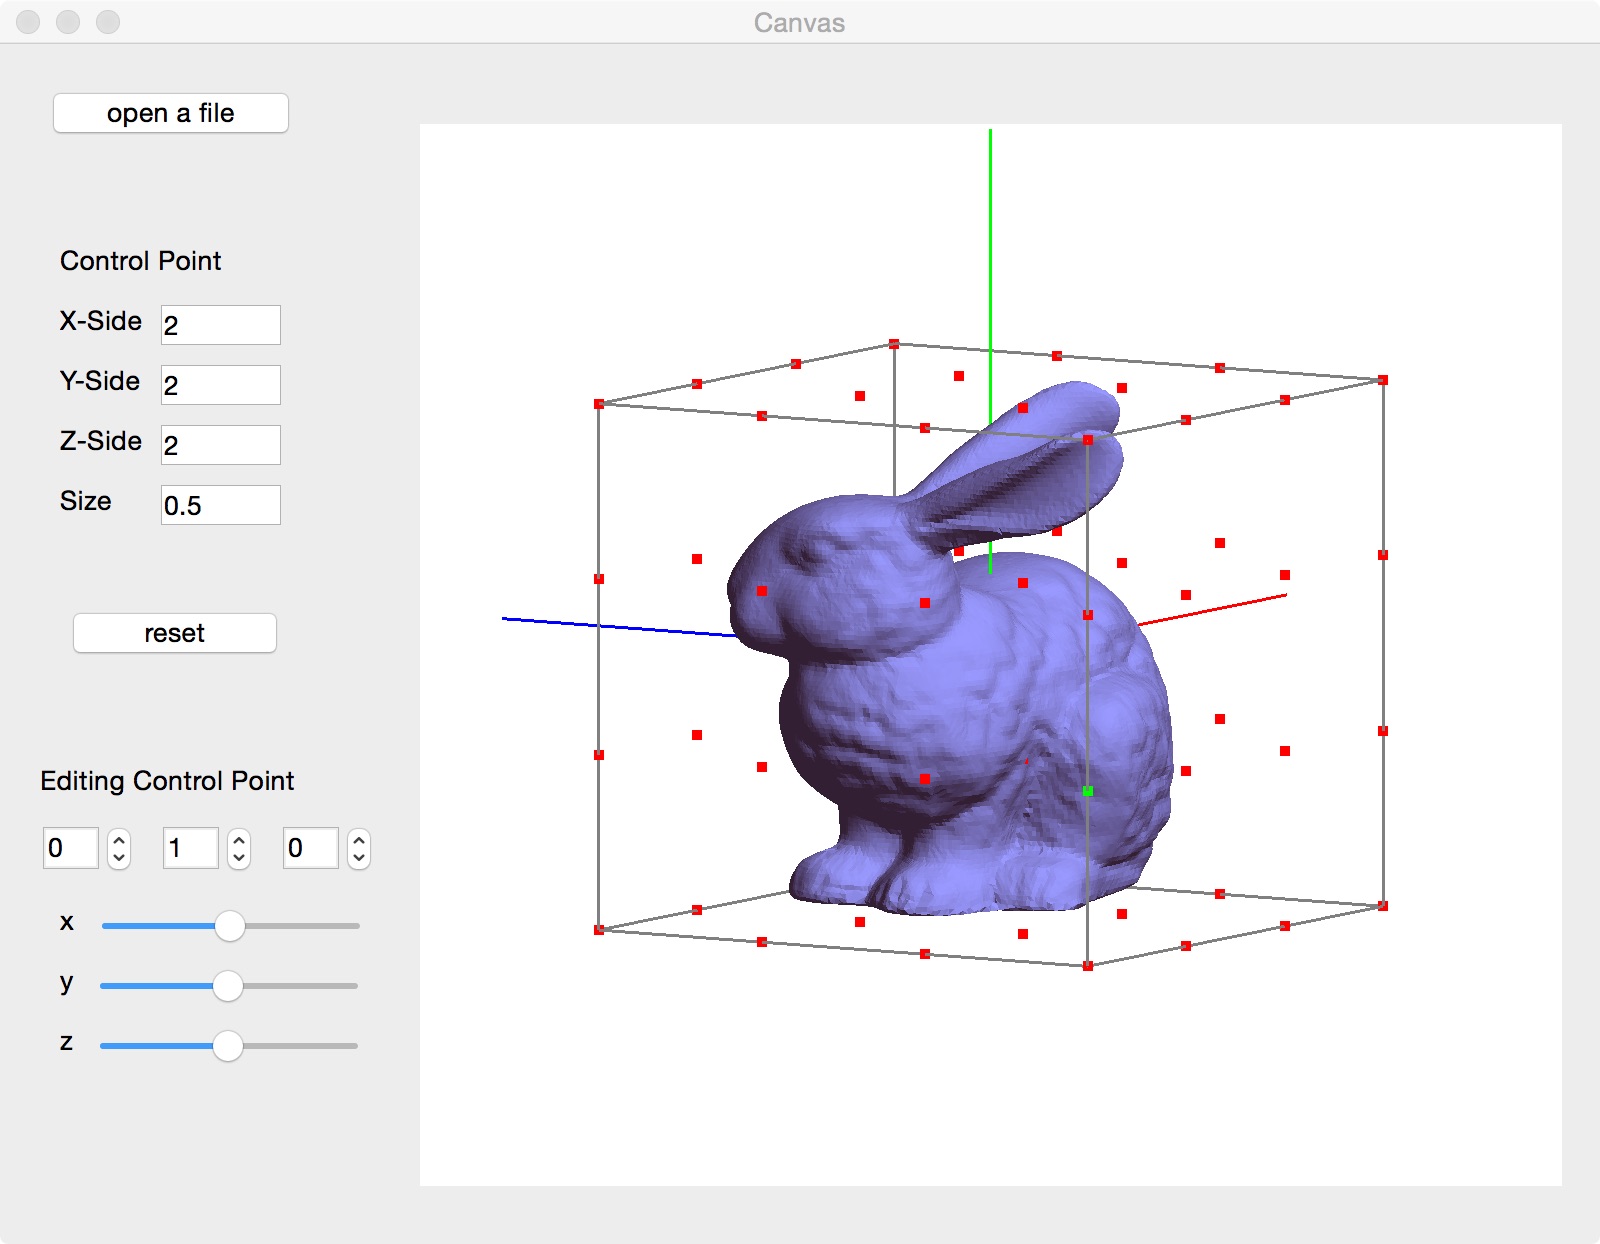 Canvas
open a file
Control Point
X-Side 2
Y-Side 2
Z-Side 2
Size 0.5
reset
Editing Control Point
0 1 0
x
y
z